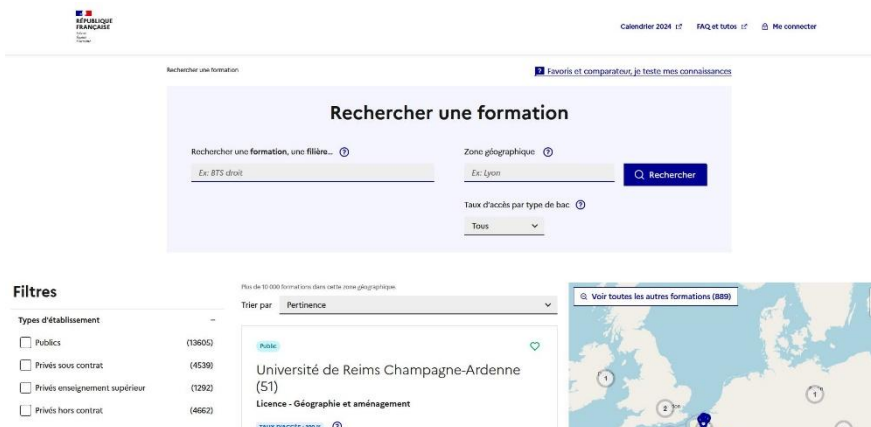 RÉPUBLIQUE
FRANÇAISE
Calendrier 2024
FAQ et tutos
Me connecter
Rechercher une formation
Favoris et comparateur, je teste mes connaissances
Rechercher une formation
Rechercher une formation, une filière...
Zone géographique
Ex: BTS droit
Ex: Lyon
Rechercher
Taux d'accès par type de bac
Tous
Filtres
Plus de 10 000 formations dans cette zone géographique
Trier par Pertinence
Voir toutes les autres formations (889)
Types d'établissement
Publics (13605)
Privés sous contrat (4539)
Privés enseignement supérieur (1292)
Privés hors contrat (4662)
Public
Université de Reims Champagne-Ardenne
(51)
Licence - Géographie et aménagement
1
2
1